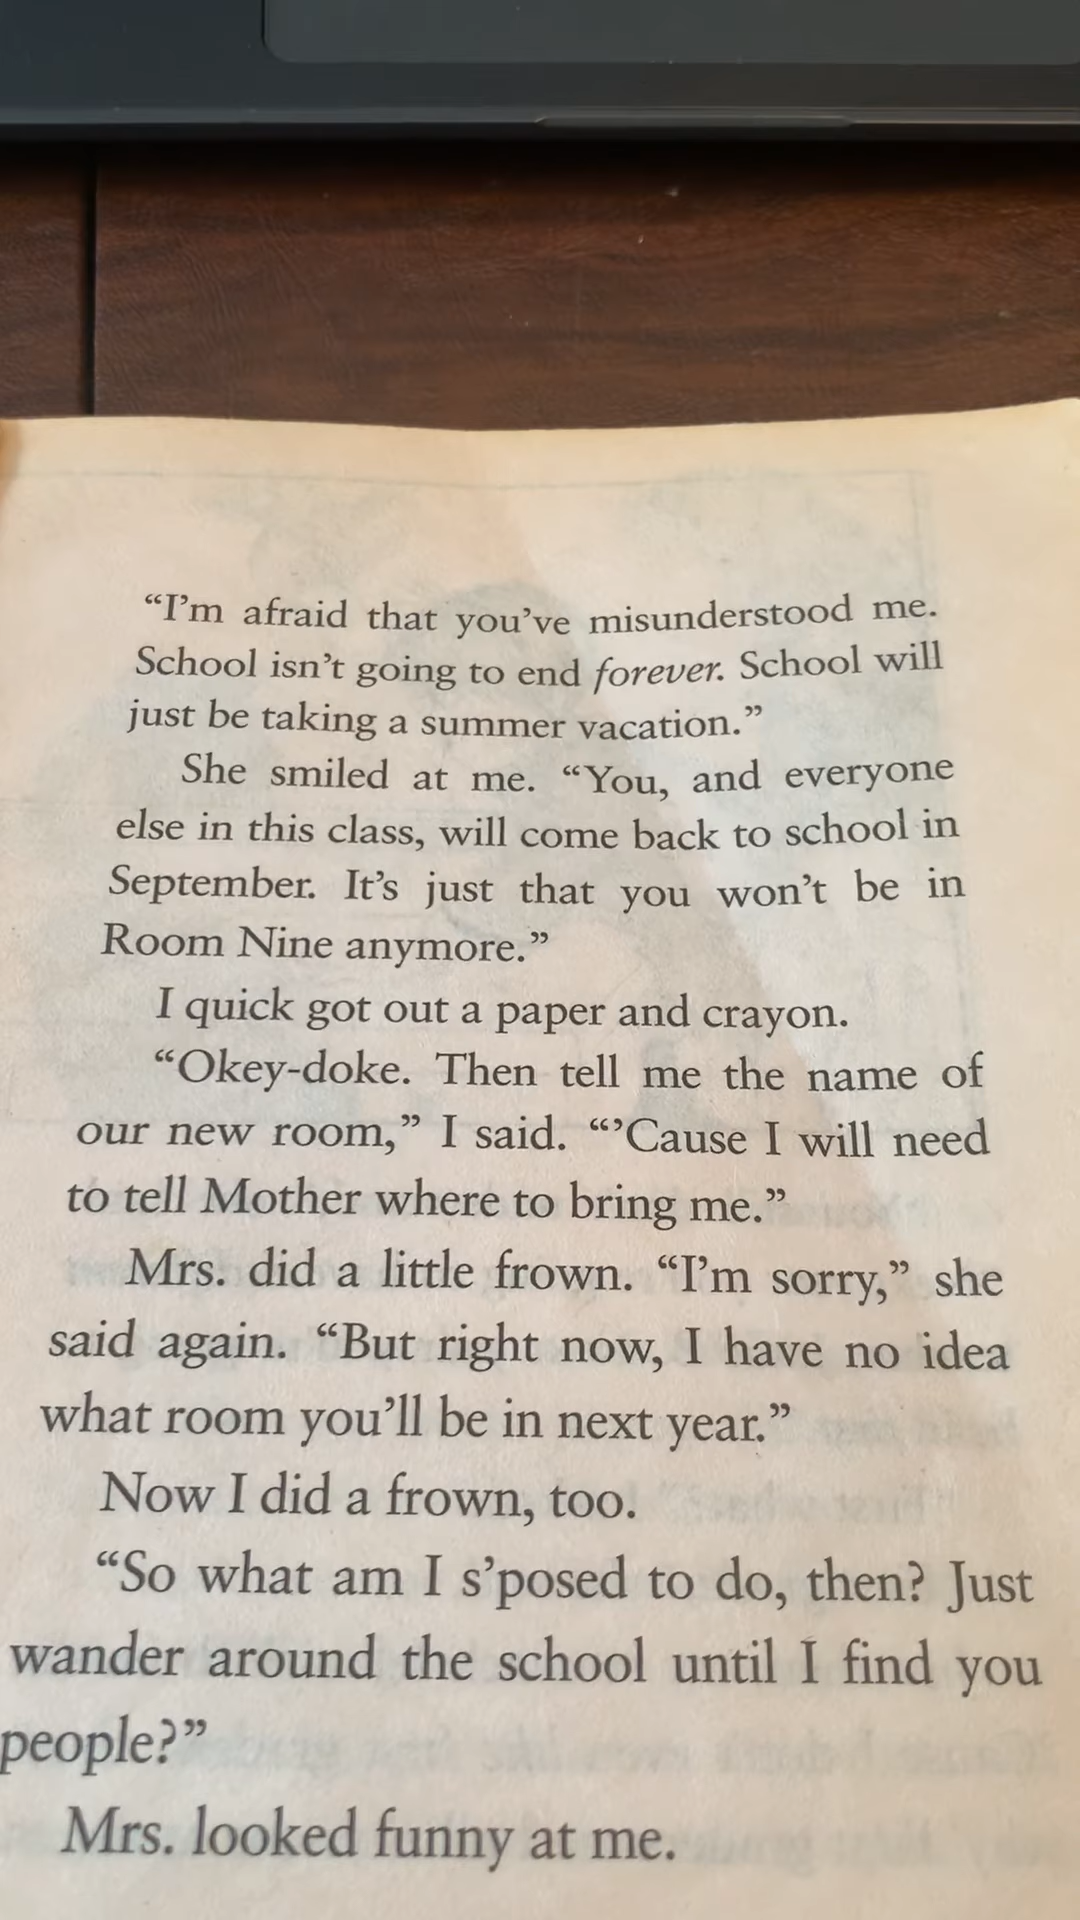 “I’m afraid that you’ve misunderstood me.
School isn’t going to end forever. School will
just be taking a summer vacation.”
She smiled at me. “You, and everyone
else in this class, will come back to school in
September. It’s just that you won’t be in
Room Nine anymore.”
I quick got out a paper and crayon.
“Okey-doke. Then tell me the name of
our new room,” I said. “’Cause I will need
to tell Mother where to bring me.”
Mrs. did a little frown. “I’m sorry,” she
said again. “But right now, I have no idea
what room you’ll be in next year.”
Now I did a frown, too.
“So what am I s’posed to do, then? Just
wander around the school until I find you
people?”
Mrs. looked funny at me.